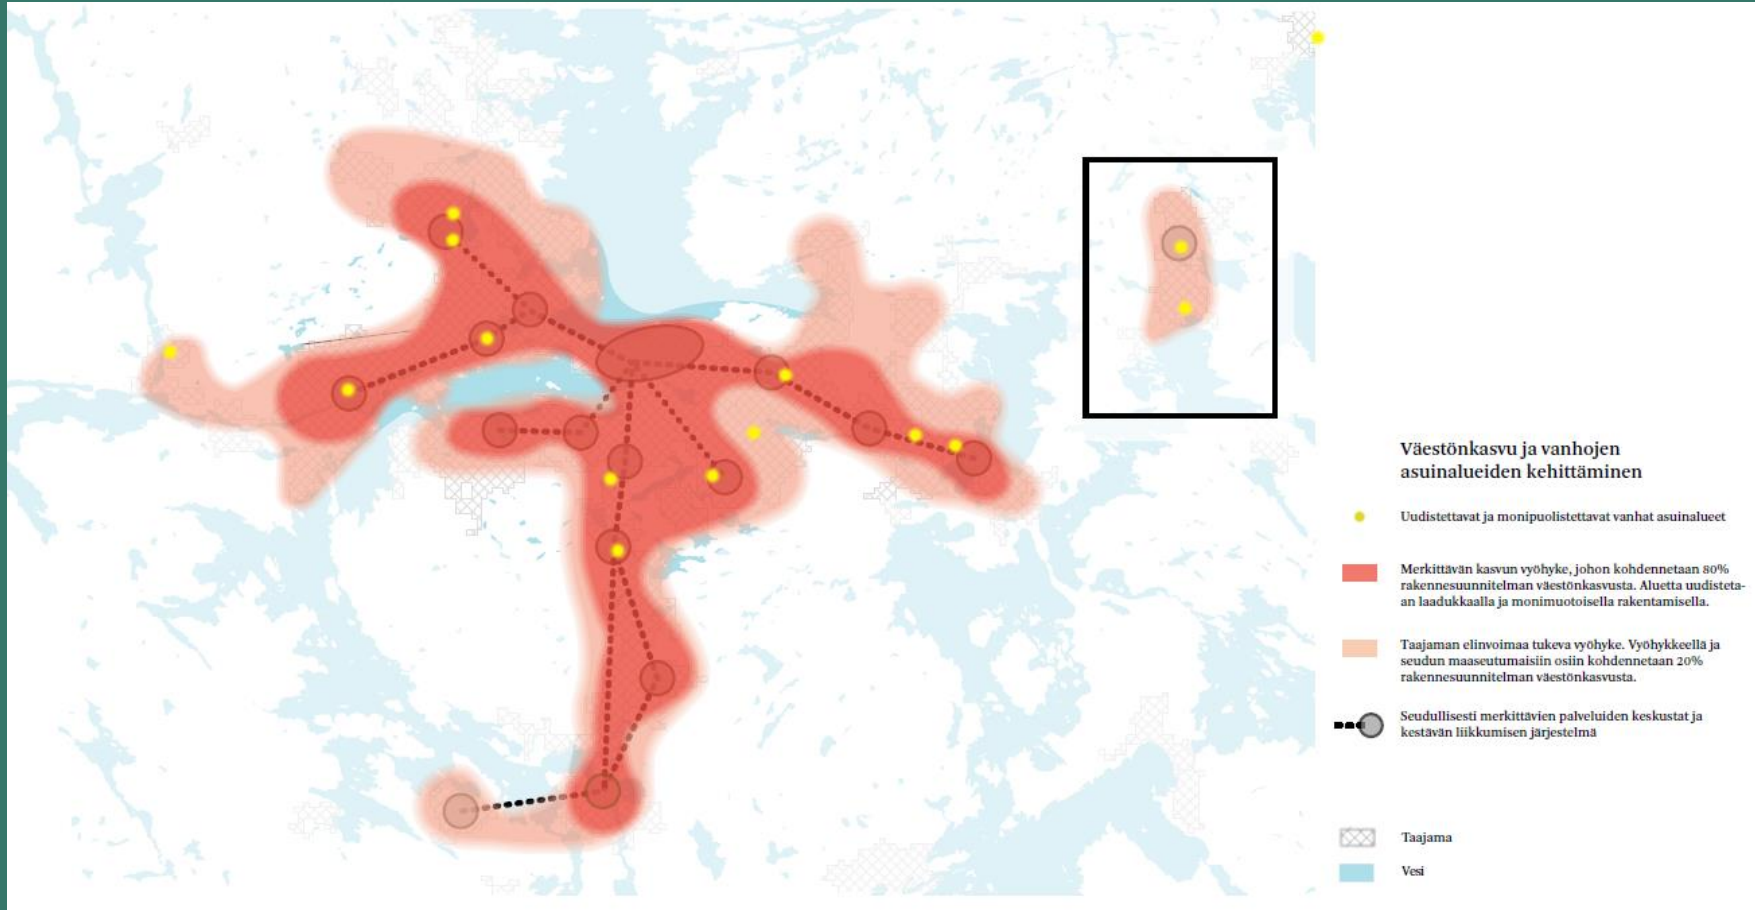 Väestönkasvu ja vanhojen
asuinalueiden kehittäminen
Uudistettavat ja monipuolistettavat vanhat asuinalueet
Merkittävän kasvun vyöhyke, johon kohdennetaan 80%
rakennesuunnitelman väestönkasvusta. Aluetta uudisteta-
an laadukkaalla ja monimuotoisella rakentamisella.
Taajaman elinvoimaa tukeva vyöhyke. Vyöhykkeellä ja
seudun maaseutumaisiin osiin kohdennetaan 20%
rakennesuunnitelman väestönkasvusta.
Seudullisesti merkittävien palveluiden keskustat ja
kestävän liikkumisen järjestelmä
Taajama
Vesi